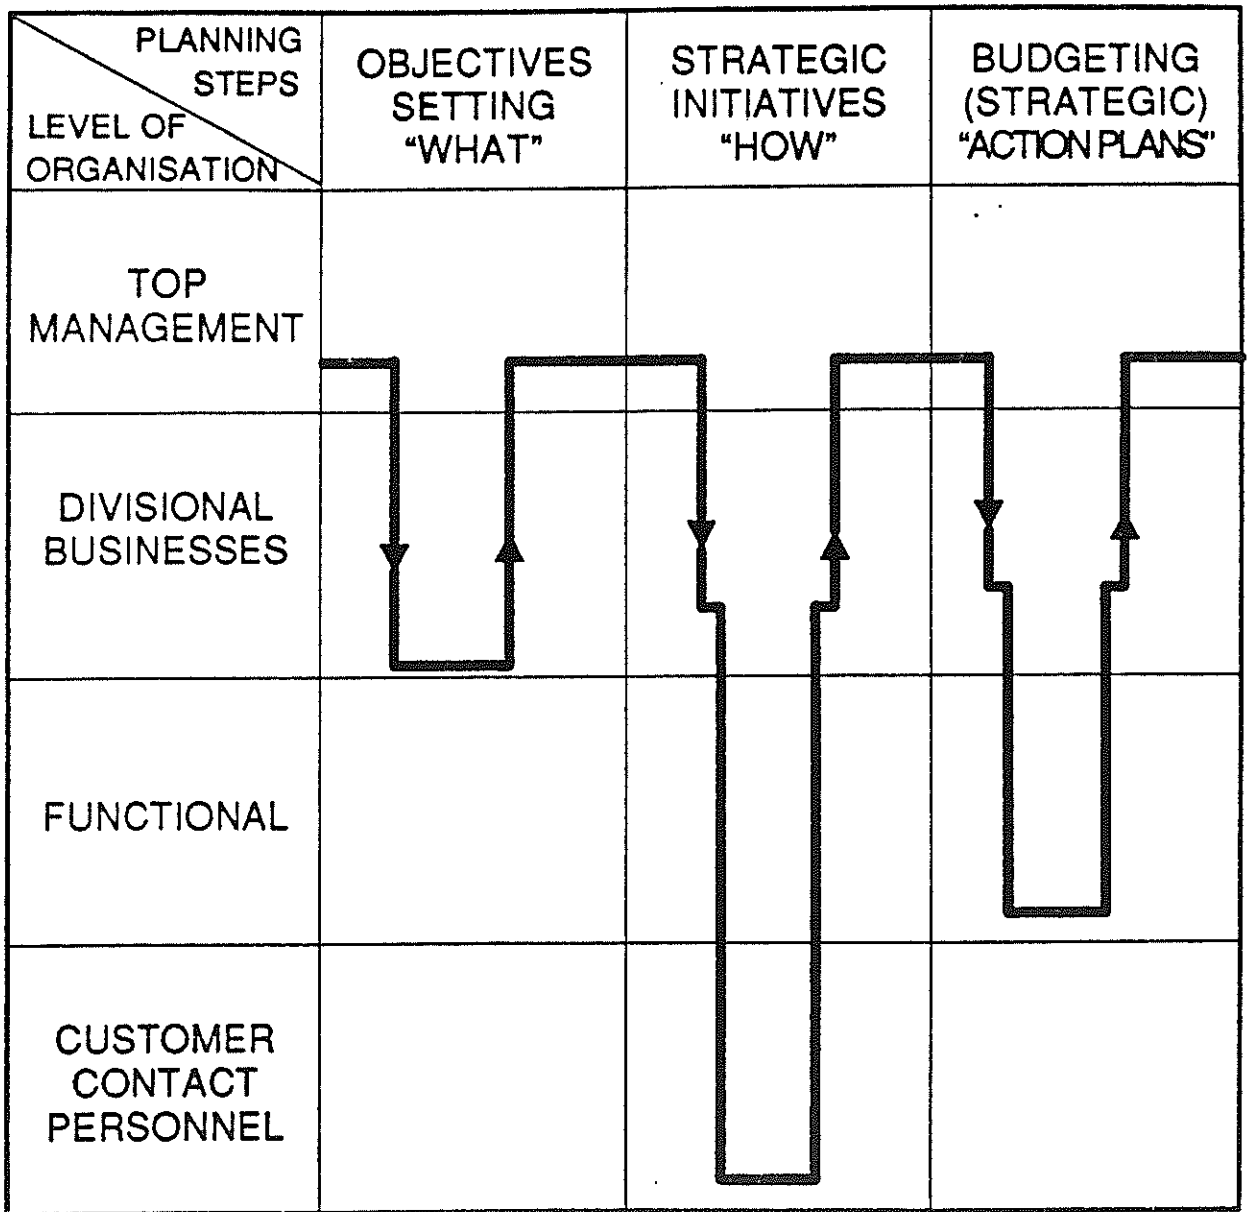 PLANNING
STEPS
LEVEL OF
ORGANISATION
OBJECTIVES
SETTING
“WHAT”
STRATEGIC
INITIATIVES
“HOW”
BUDGETING
(STRATEGIC)
“ACTION PLANS”
TOP
MANAGEMENT
DIVISIONAL
BUSINESSES
FUNCTIONAL
CUSTOMER
CONTACT
PERSONNEL